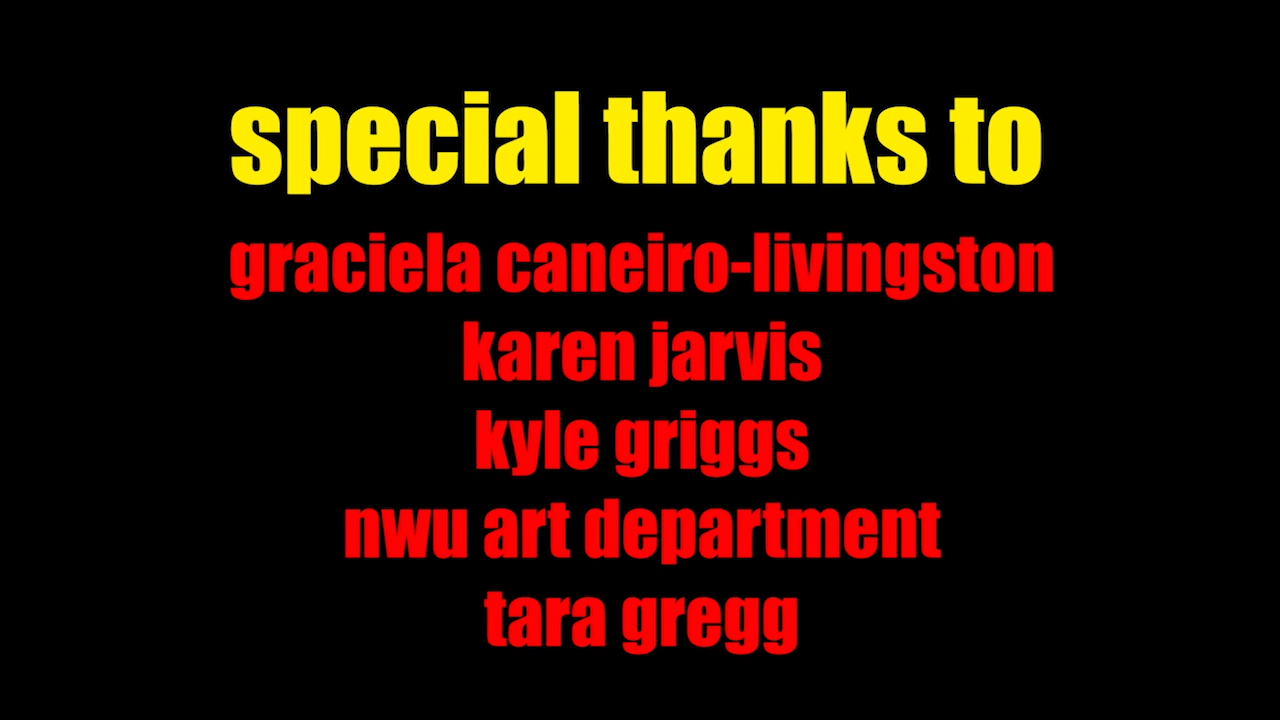 special thanks to
graciela caneiro-livingston
karen jarvis
kyle griggs
nwu art department
tara gregg